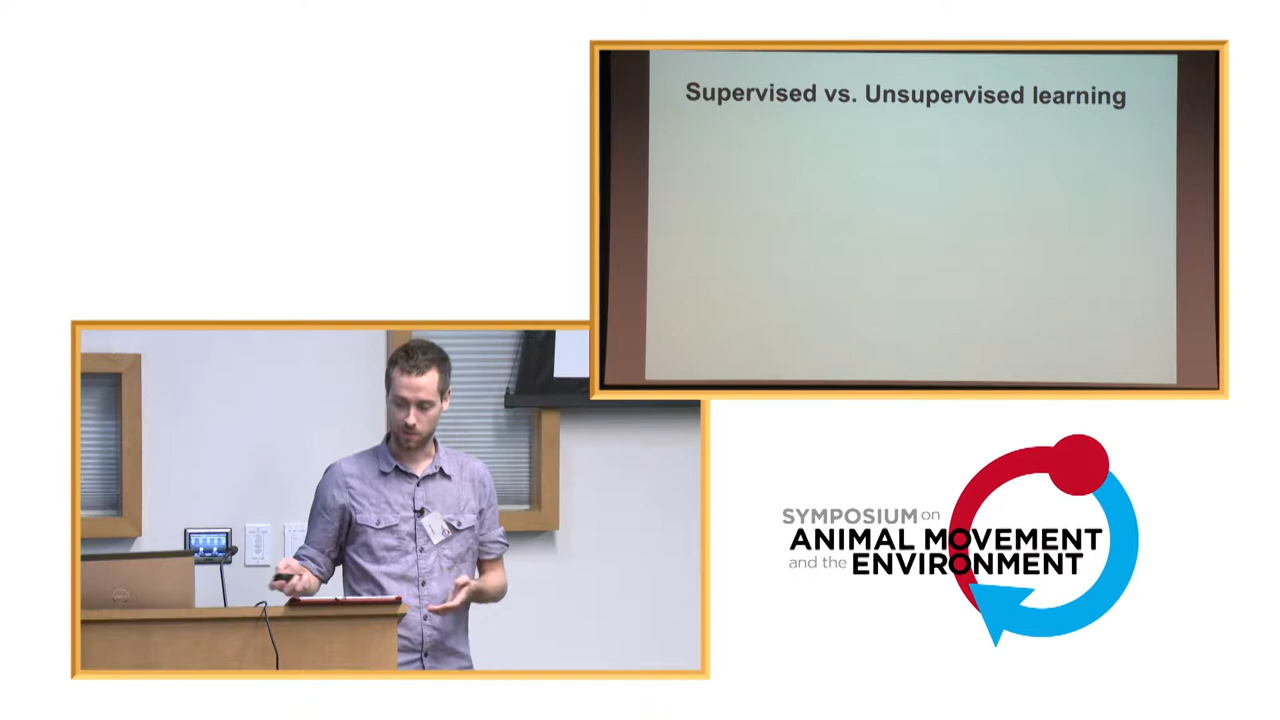 Supervised vs. Unsupervised learning
SYMPOSIUM on
ANIMAL MOVEMENT
and the ENVIRONMENT